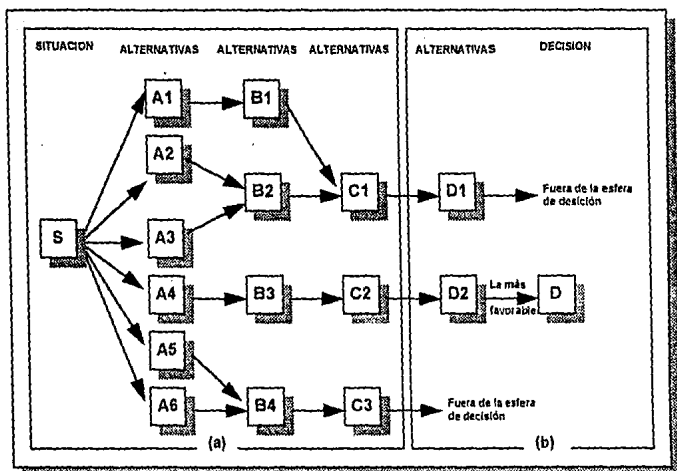 SITUACION ALTERNATIVAS ALTERNATIVAS ALTERNATIVAS ALTERNATIVAS DECISION
A1 B1
A2
B2 C1 D1 Fuera de la esfera
de desición
S A3
A4 B3 C2 D2 La más
favorable D
A5
A6 B4 C3 Fuera de la esfera
de decisión
(a) (b)